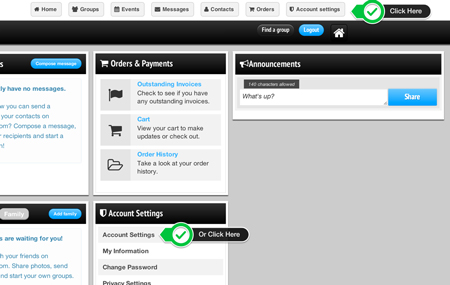 Home Groups Events Messages Contacts Orders Account settings Click Here
Find a group Logout
s Compose message
ly have no messages.
ow you can send a
your contacts on
om? Compose a message,
r recipients and start a
n!
Orders & Payments
Outstanding Invoices
Check to see if you have
any outstanding invoices.
Cart
View your cart to make
updates or check out.
Order History
Take a look at your order
history.
Announcements
140 characters allowed
What's up?
Share
Family Add family
s are waiting for you!
h your friends on
om. Share photos, send
nd start your own groups.
Account Settings
Account Settings Or Click Here
My Information
Change Password
Privacy Settings